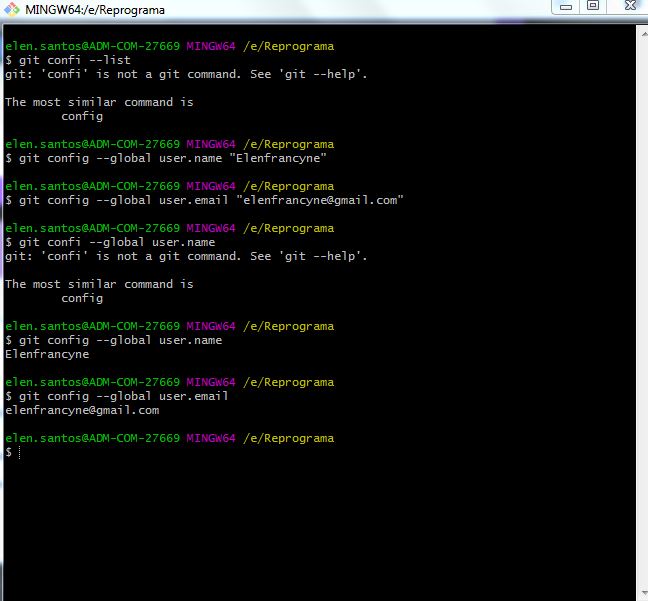 MINGW64:/e/Reprograma
elen.santos@ADM-COM-27669 MINGW64 /e/Reprograma
$ git confi --list
git: 'confi' is not a git command. See 'git --help'.
The most similar command is
config
elen.santos@ADM-COM-27669 MINGW64 /e/Reprograma
$ git config --global user.name "Elenfrancyne"
elen.santos@ADM-COM-27669 MINGW64 /e/Reprograma
$ git config --global user.email "elenfrancyne@gmail.com"
elen.santos@ADM-COM-27669 MINGW64 /e/Reprograma
$ git confi --global user.name
git: 'confi' is not a git command. See 'git --help'.
The most similar command is
config
elen.santos@ADM-COM-27669 MINGW64 /e/Reprograma
$ git config --global user.name
Elenfrancyne
elen.santos@ADM-COM-27669 MINGW64 /e/Reprograma
$ git config --global user.email
elenfrancyne@gmail.com
elen.santos@ADM-COM-27669 MINGW64 /e/Reprograma
$